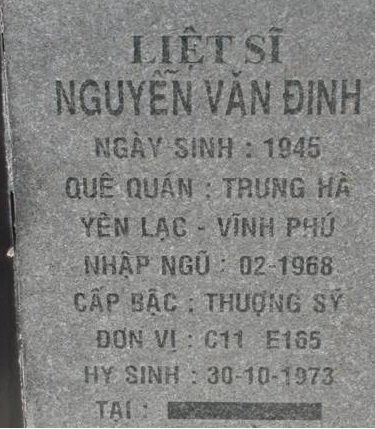 LIỆT SĨ
NGUYỄN VĂN ĐINH
NGÀY SINH : 1945
QUÊ QUÁN : TRUNG HÀ
YÊN LẠC - VĨNH PHÚ
NHẬP NGŨ : 02-1968
CẤP BẬC : THƯỢNG SỸ
ĐƠN VỊ : C11 E165
HY SINH : 30-10-1973
TẠI :